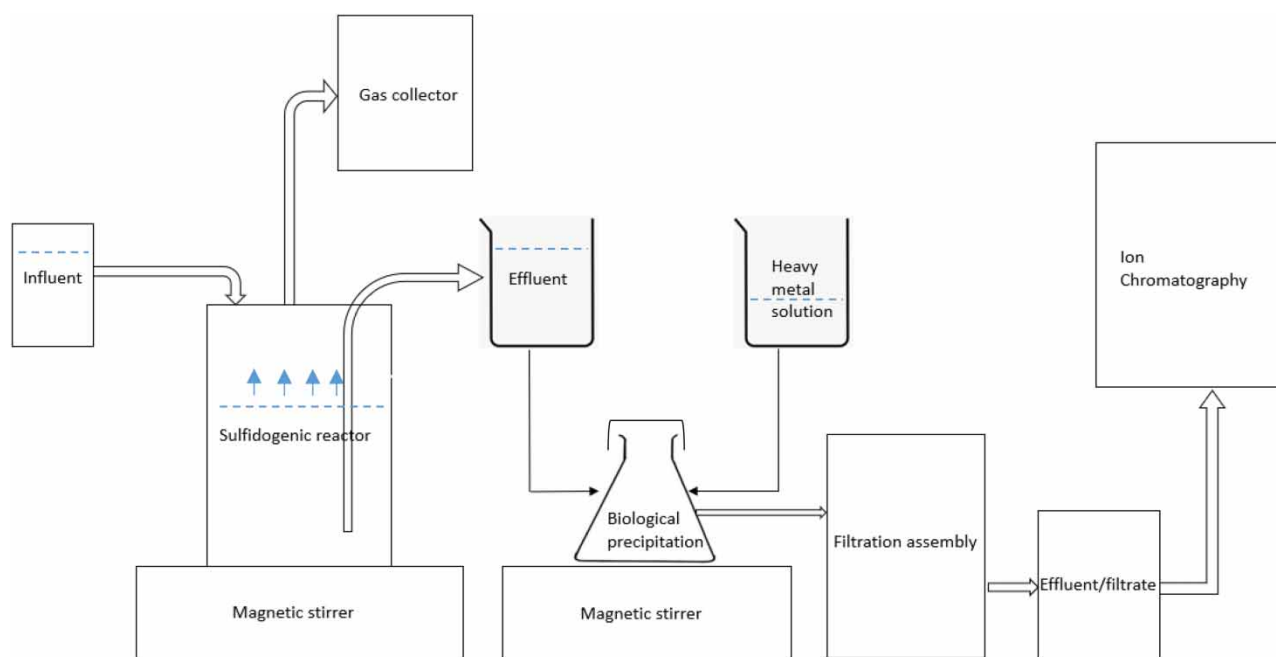 Gas collector
Influent
Effluent
Heavy
metal
solution
Ion
Chromatography
Sulfidogenic reactor
Biological
precipitation
Filtration assembly
Effluent/filtrate
Magnetic stirrer
Magnetic stirrer